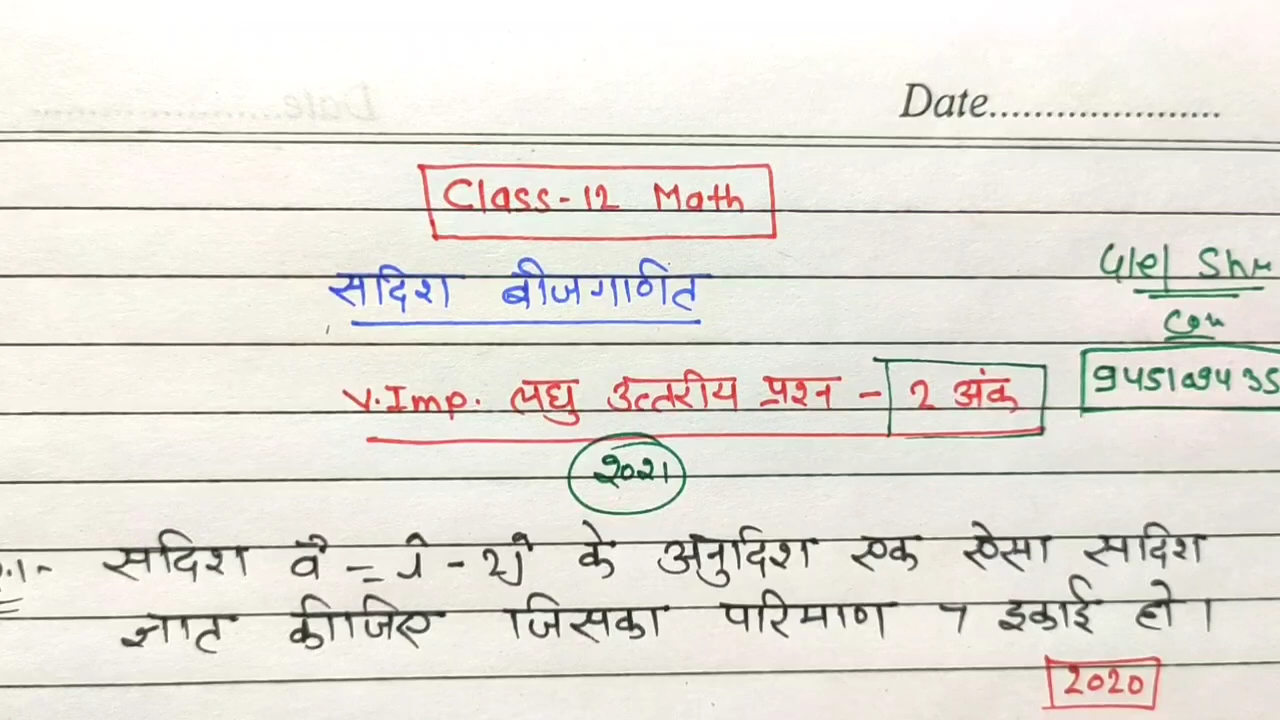 Date.....................
Class-12 Math
सदिश बीजगणित
V.Imp. लघु उत्तरीय प्रश्न - 2 अंक
2021
सदिश a⃗ = î - 2ĵ के अनुदिश एक ऐसा सदिश
ज्ञात कीजिए जिसका परिमाण 7 इकाई हो।
2020